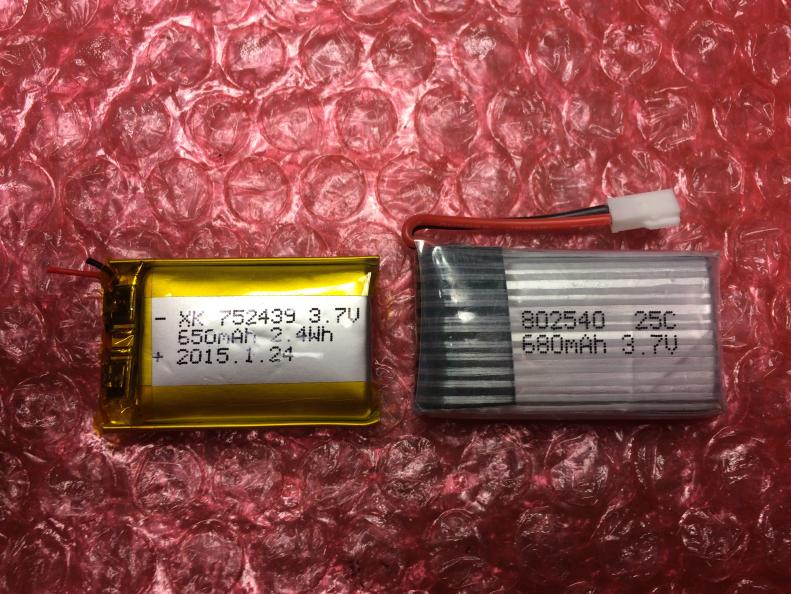 - XK 752439 3.7V
650mAh 2.4Wh
+ 2015.1.24
802540 25C
680mAh 3.7V